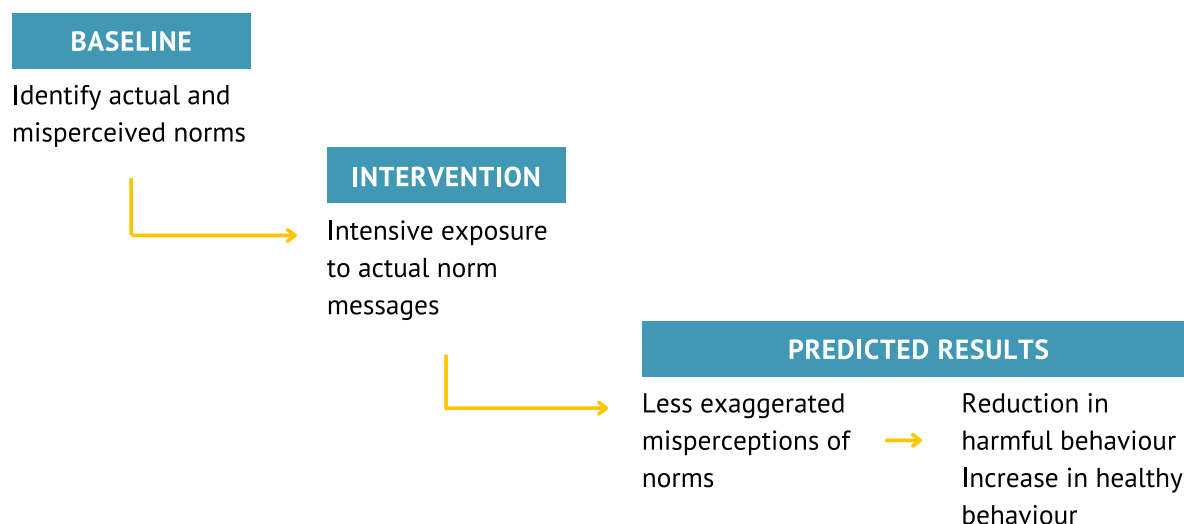 BASELINE
Identify actual and
misperceived norms
INTERVENTION
Intensive exposure
to actual norm
messages
PREDICTED RESULTS
Less exaggerated
misperceptions of
norms
Reduction in
harmful behaviour
Increase in healthy
behaviour